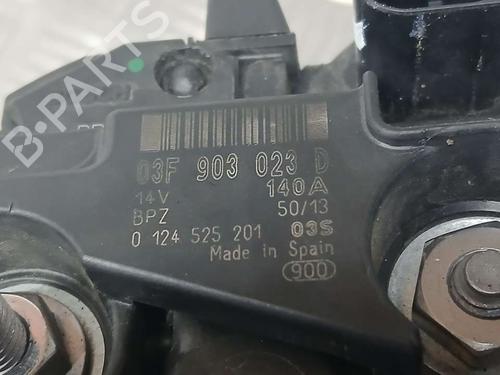 B-PARTS
03F 903 023 D
14V 140A
BPZ 50/13
0 124 525 201 03S
Made in Spain
900